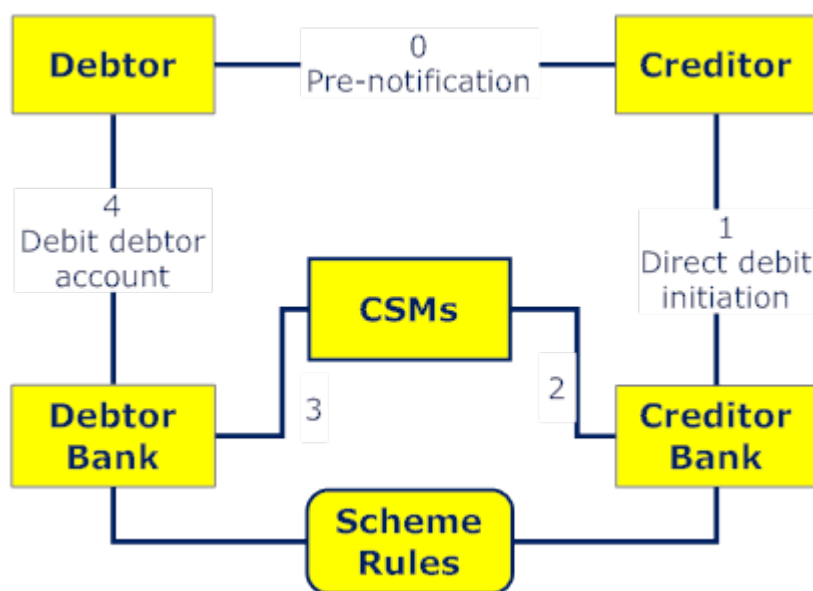 Debtor
0
Pre-notification
Creditor
4
Debit debtor
account
1
Direct debit
initiation
CSMs
3
2
Debtor
Bank
Creditor
Bank
Scheme
Rules